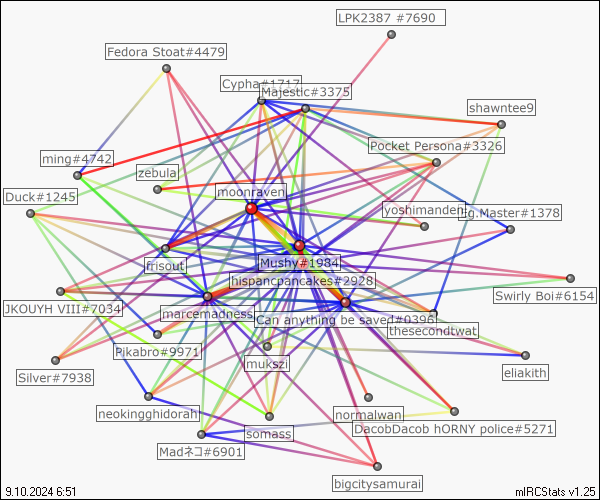 LPK2387 #7690
Fedora Stoat#4479
Cypha#1717
Majestic#3375
shawntee9
Pocket Persona#3326
ming#4742
zebula
moonraven
Duck#1245
yoshimanden
.g.Master#1378
frisout
Mushy#1984
hispancpancakes#2928
Swirly Boi#6154
JKOUYH VIII#7034
marcemadness
Can anything be saved#0396
thesecondtwat
Pikabro#9971
mukszi
eliakith
Silver#7938
neokingghidorah
normalwan
somass
DacobDacob hORNY police#5271
Madネコ#6901
bigcitysamurai
9.10.2024 6:51
mIRCStats v1.25